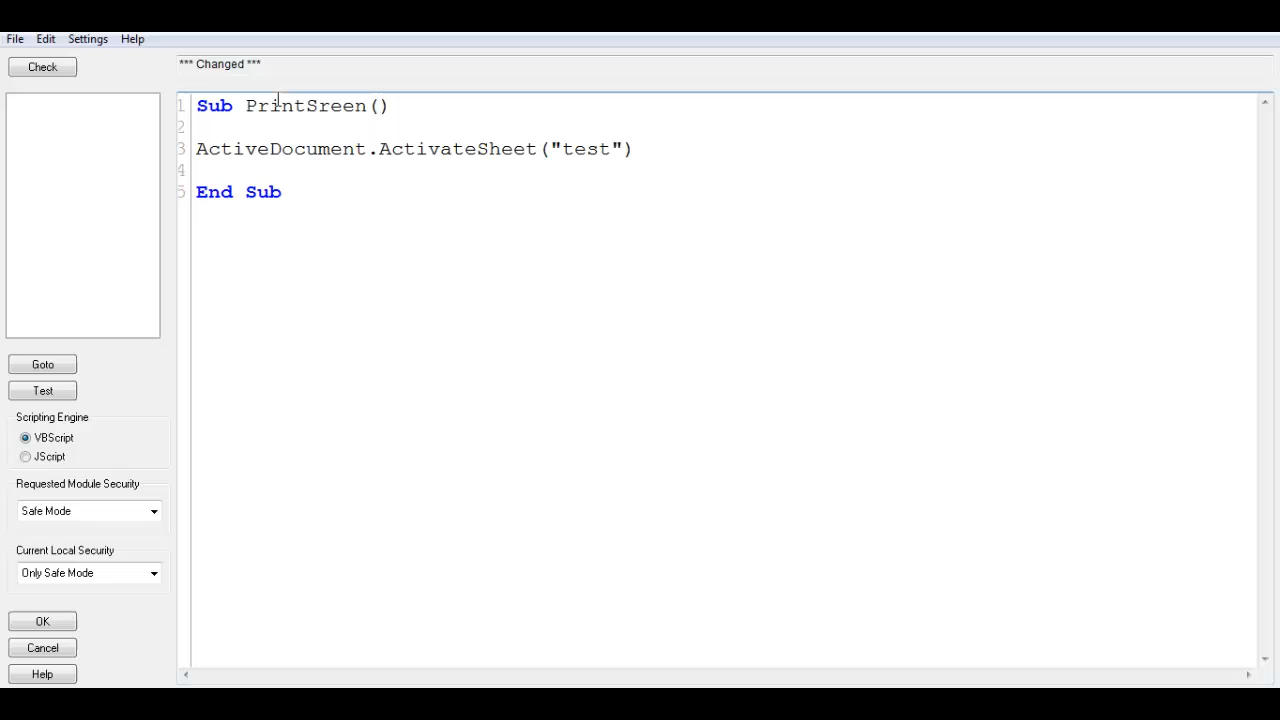 File Edit Settings Help
Check
*** Changed ***
1 Sub PrintSreen()
2
3 ActiveDocument.ActivateSheet("test")
4
5 End Sub
Goto
Test
Scripting Engine
VBScript
JScript
Requested Module Security
Safe Mode
Current Local Security
Only Safe Mode
OK
Cancel
Help